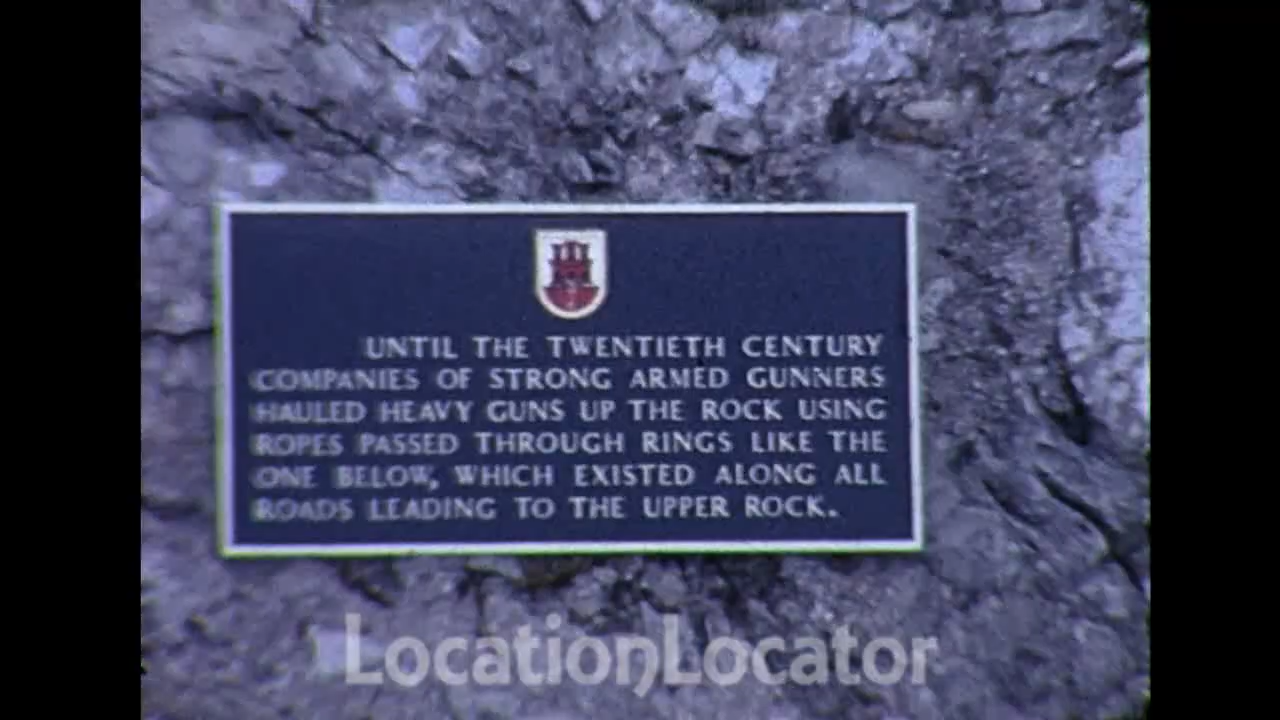 UNTIL THE TWENTIETH CENTURY
COMPANIES OF STRONG ARMED GUNNERS
HAULED HEAVY GUNS UP THE ROCK USING
ROPES PASSED THROUGH RINGS LIKE THE
ONE BELOW, WHICH EXISTED ALONG ALL
ROADS LEADING TO THE UPPER ROCK.
LocationLocator